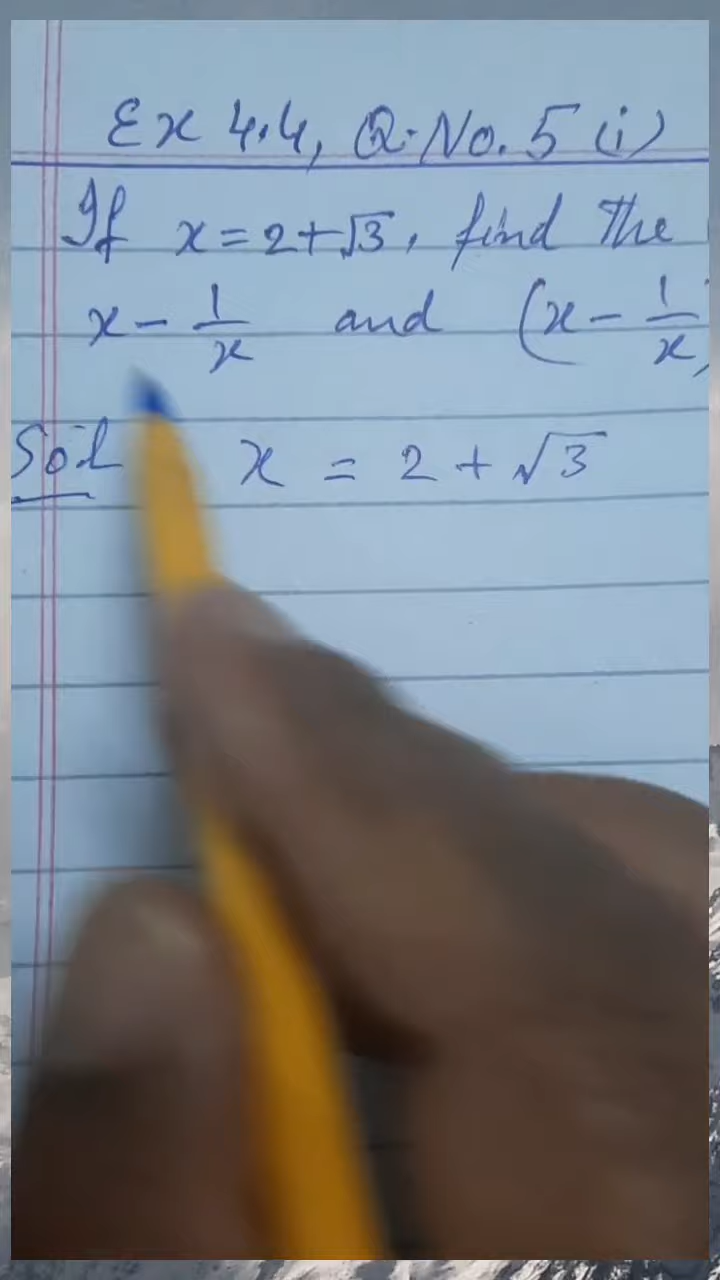 Ex 4.4, Q.No. 5 (i)
If x = 2+√3, find the
x - 1/x and (x - 1/x)
Sol x = 2 + √3